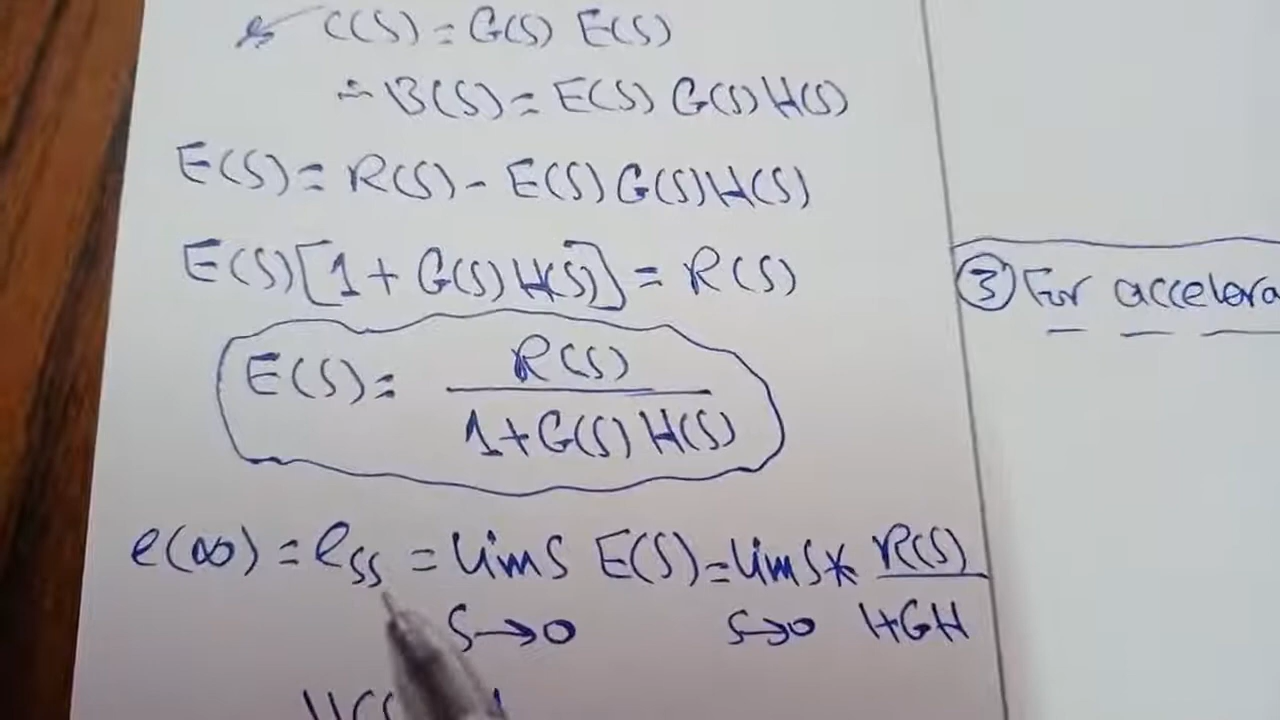 C(S) = G(S) E(S)
∴ B(S) = E(S) G(S) H(S)
E(S) = R(S) - E(S) G(S) H(S)
E(S) [1 + G(S) H(S)] = R(S)
E(S) = R(S)
1 + G(S) H(S)
e(∞) = ess = lim S E(S) = lim S * R(S)
S→0 S→0 1+GH
③ For accelera